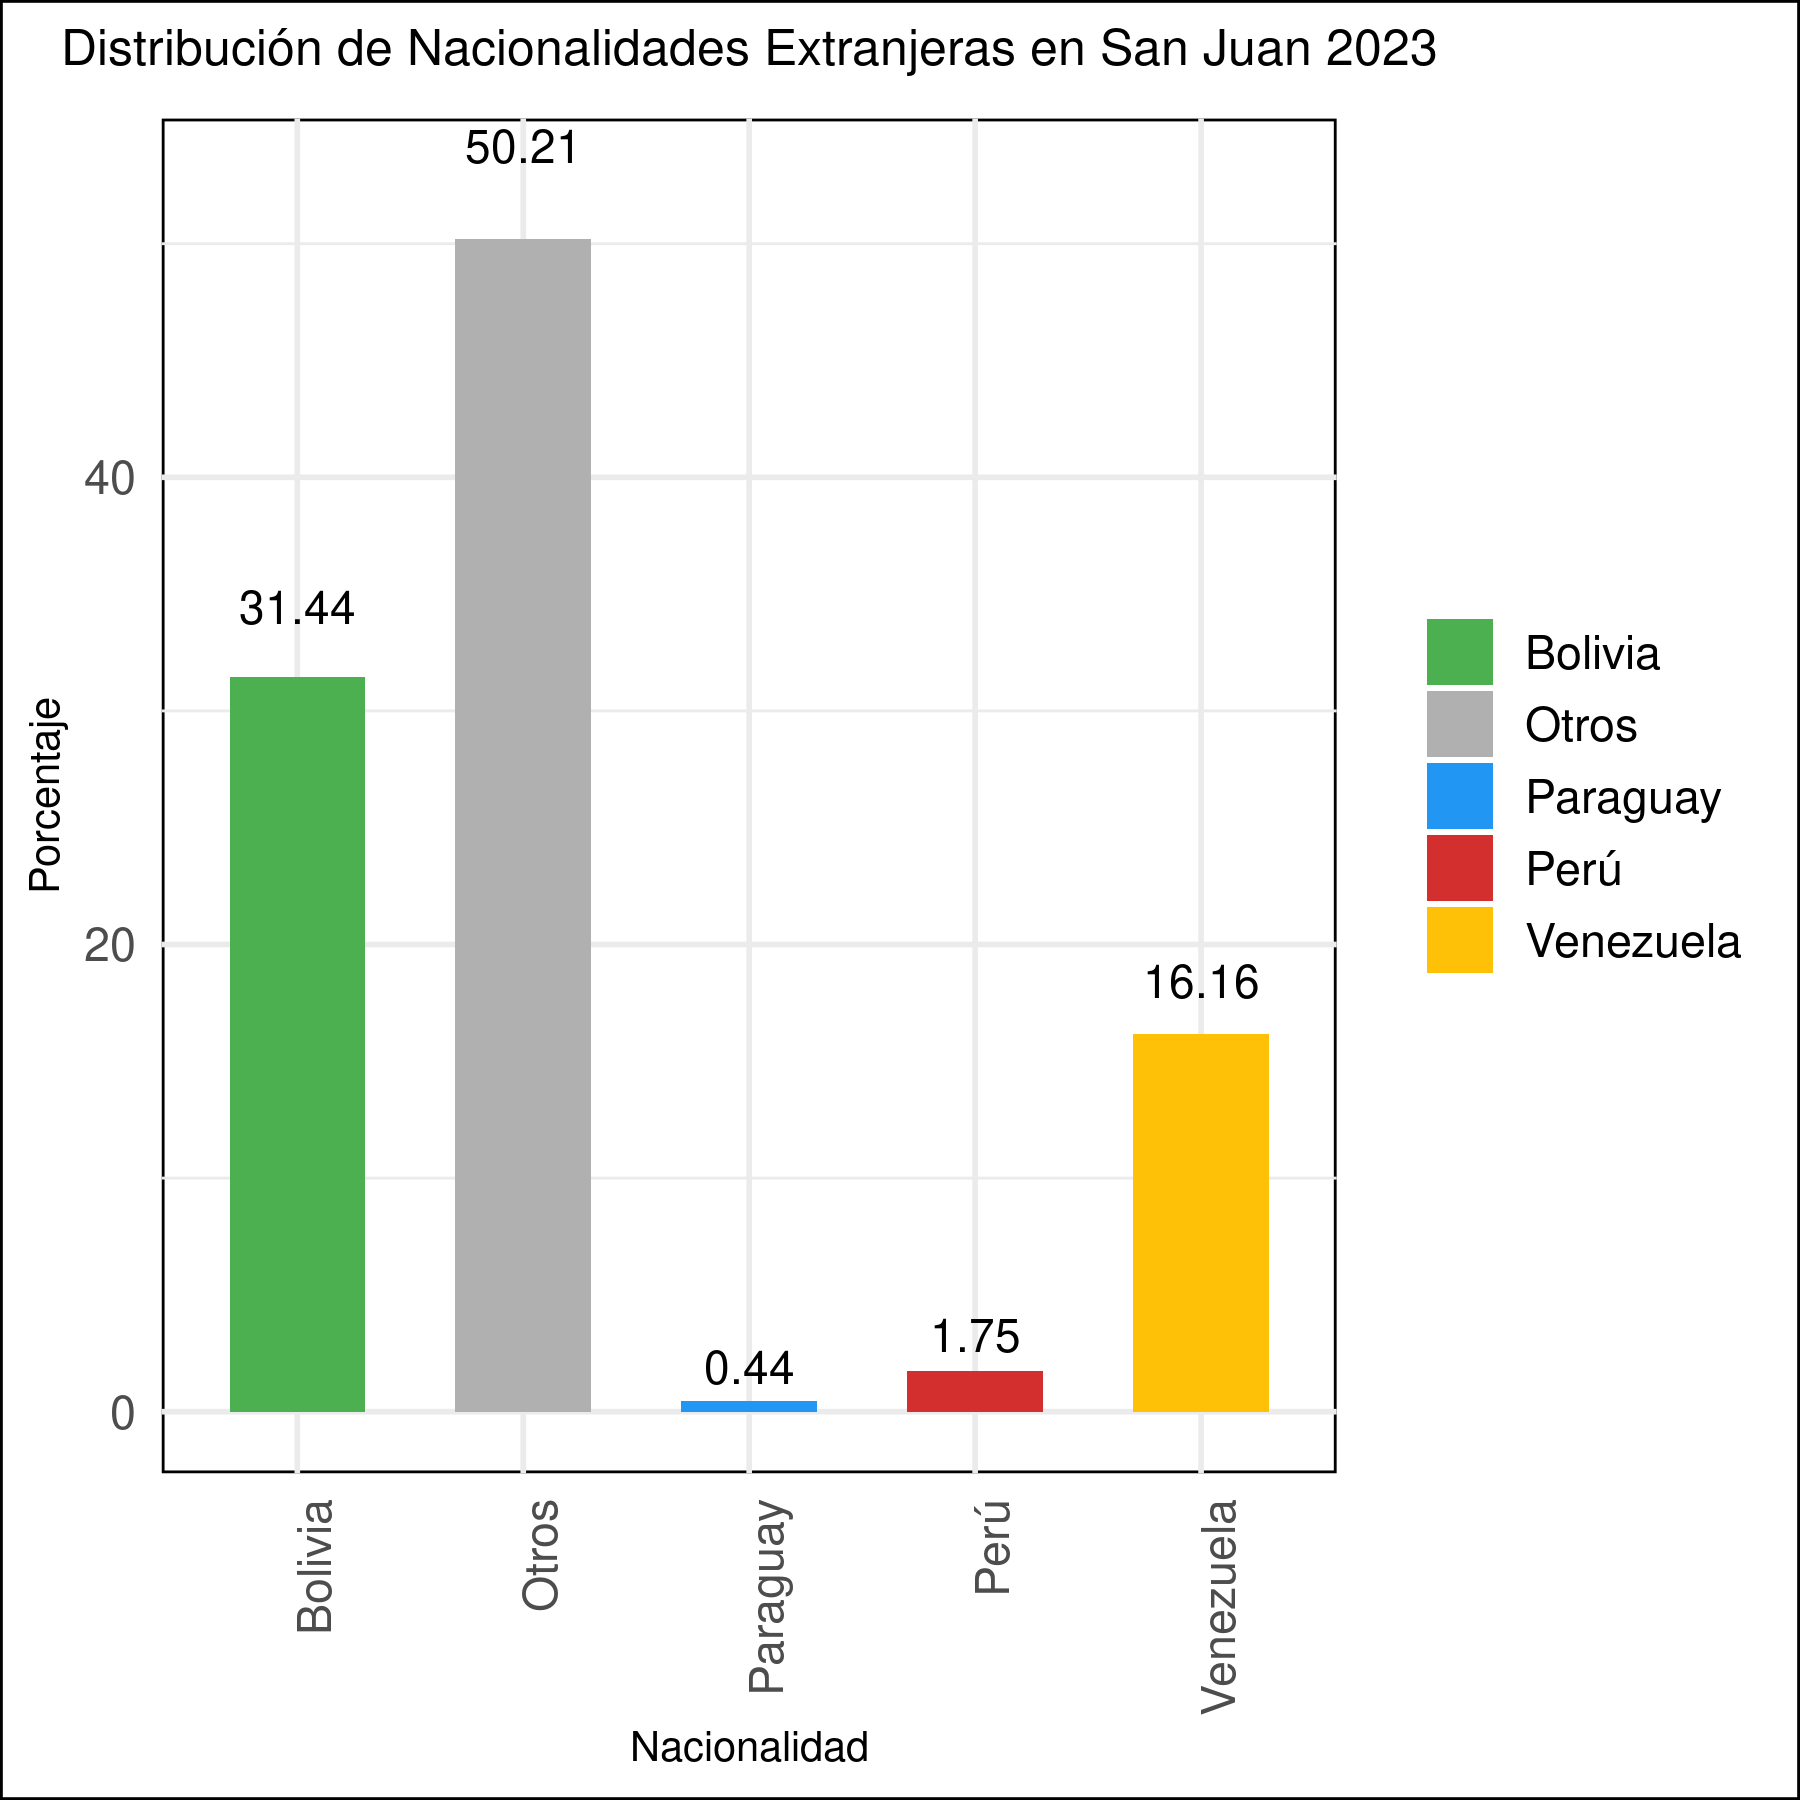 Distribución de Nacionalidades Extranjeras en San Juan 2023
50.21
31.44
16.16
1.75
0.44
Porcentaje
40
20
0
Bolivia
Otros
Paraguay
Perú
Venezuela
Nacionalidad
Bolivia
Otros
Paraguay
Perú
Venezuela